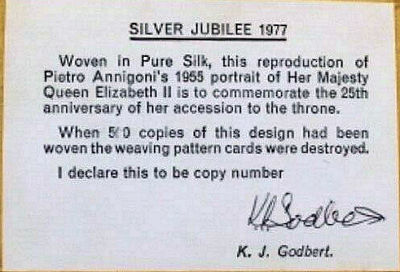 SILVER JUBILEE 1977
Woven in Pure Silk, this reproduction of
Pietro Annigoni's 1955 portrait of Her Majesty
Queen Elizabeth II is to commemorate the 25th
anniversary of her accession to the throne.
When 500 copies of this design had been
woven the weaving pattern cards were destroyed.
I declare this to be copy number
K. J. Godbert
K. J. Godbert.